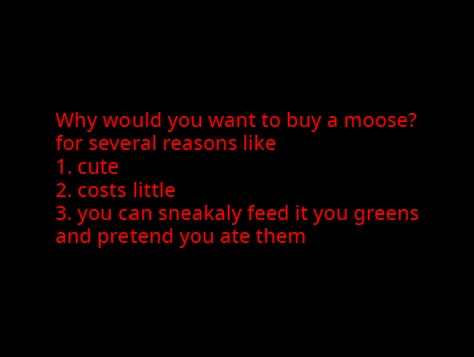 Why would you want to buy a moose?
for several reasons like
1. cute
2. costs little
3. you can sneakaly feed it you greens
and pretend you ate them